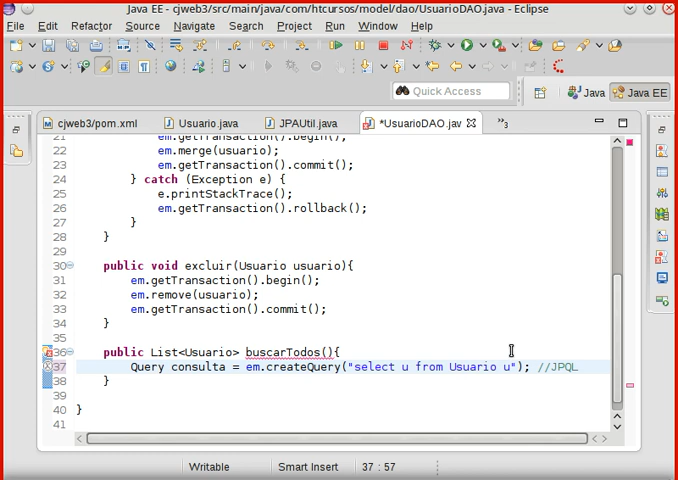 Java EE - cjweb3/src/main/java/com/htcursos/model/dao/UsuarioDAO.java - Eclipse
File Edit Refactor Source Navigate Search Project Run Window Help
Quick Access Java Java EE
cjweb3/pom.xml Usuario.java JPAUtil.java *UsuarioDAO.jav »3
21 em.getTransaction().begin();
22 em.merge(usuario);
23 em.getTransaction().commit();
24 } catch (Exception e) {
25 e.printStackTrace();
26 em.getTransaction().rollback();
27 }
28 }
29
30 public void excluir(Usuario usuario){
31 em.getTransaction().begin();
32 em.remove(usuario);
33 em.getTransaction().commit();
34 }
35
36 public List<Usuario> buscarTodos(){
37 Query consulta = em.createQuery("select u from Usuario u"); //JPQL
38 }
39
40 }
41
Writable Smart Insert 37 : 57